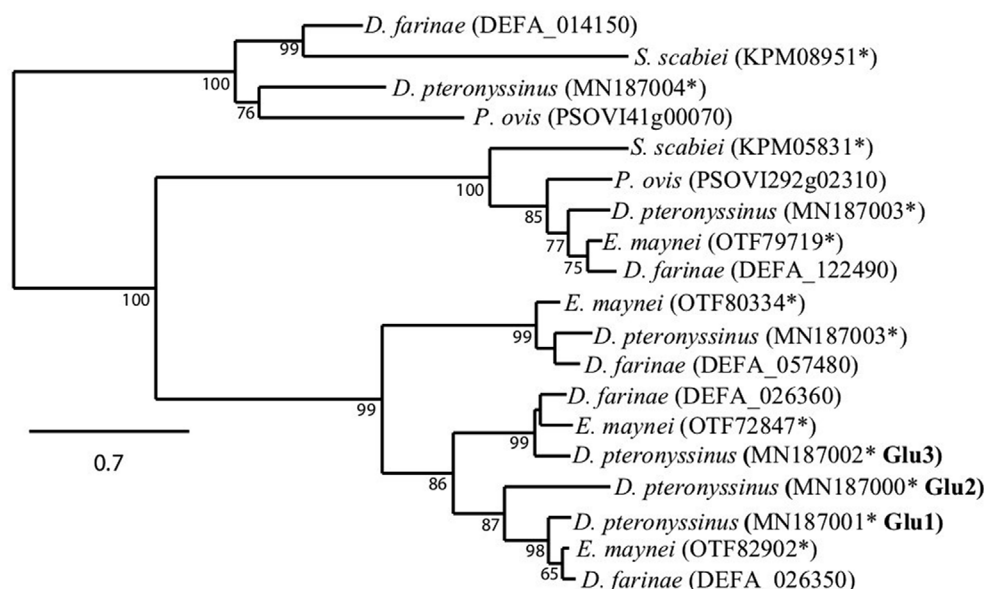 D. farinae (DEFA_014150)
99
S. scabiei (KPM08951*)
100
D. pteronyssinus (MN187004*)
76
P. ovis (PSOVI41g00070)
S. scabiei (KPM05831*)
100
P. ovis (PSOVI292g02310)
85
D. pteronyssinus (MN187003*)
77
E. maynei (OTF79719*)
75
D. farinae (DEFA_122490)
100
E. maynei (OTF80334*)
99
D. pteronyssinus (MN187003*)
D. farinae (DEFA_057480)
D. farinae (DEFA_026360)
99
E. maynei (OTF72847*)
99
D. pteronyssinus (MN187002* Glu3)
0.7
86
D. pteronyssinus (MN187000* Glu2)
87
D. pteronyssinus (MN187001* Glu1)
98
E. maynei (OTF82902*)
65
D. farinae (DEFA_026350)